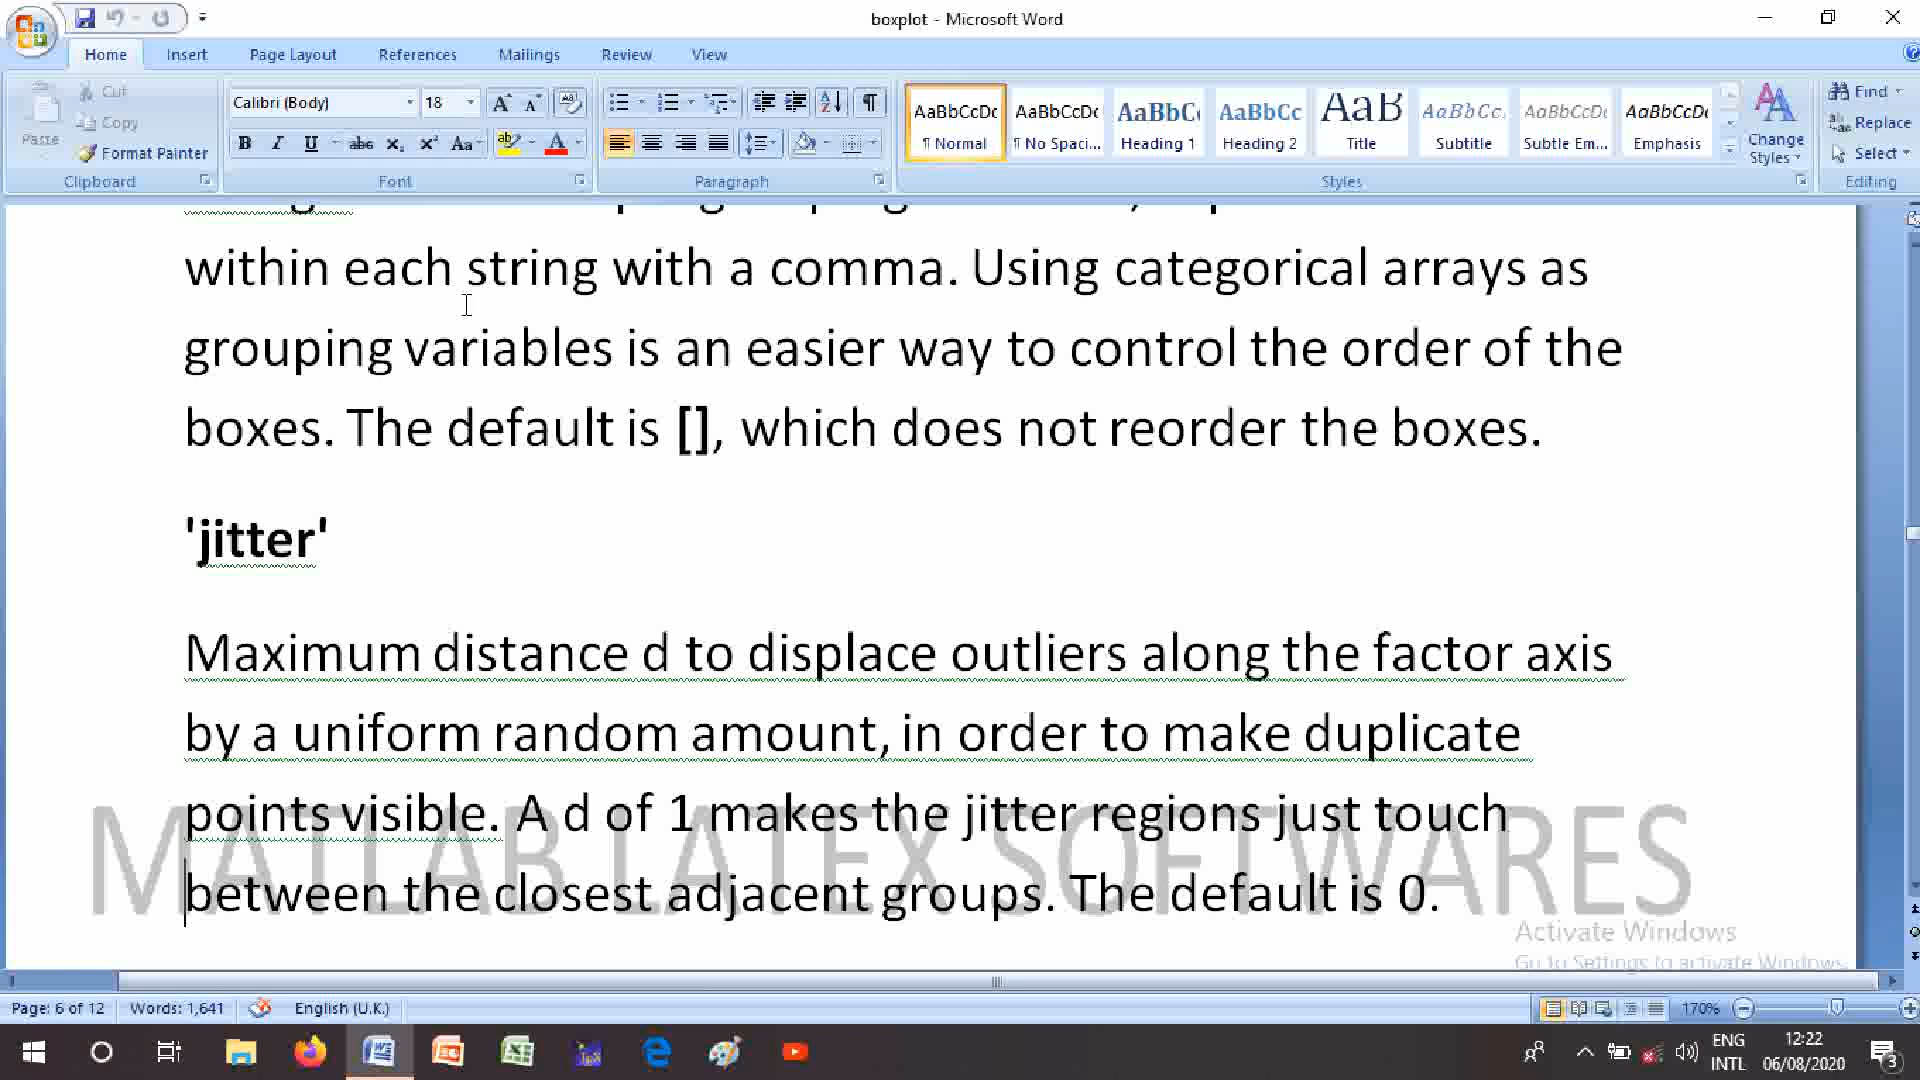 boxplot - Microsoft Word
Home Insert Page Layout References Mailings Review View
Paste Cut Copy Format Painter
Calibri (Body) 18
AaBbCcDc AaBbCcDc AaBbC AaBbCc AaB AaBbCc. AaBbCcDc AaBbCcDc
¶ Normal ¶ No Spaci... Heading 1 Heading 2 Title Subtitle Subtle Em... Emphasis
Change Styles
Find Replace Select
Clipboard Font Paragraph Styles Editing
within each string with a comma. Using categorical arrays as
grouping variables is an easier way to control the order of the
boxes. The default is [], which does not reorder the boxes.
'jitter'
Maximum distance d to displace outliers along the factor axis
by a uniform random amount, in order to make duplicate
points visible. A d of 1 makes the jitter regions just touch
between the closest adjacent groups. The default is 0.
MATLAB LATEX SOFTWARES
Activate Windows
Go to Settings to activate Windows.
Page: 6 of 12 Words: 1,641 English (U.K.) 170%
ENG 12:22
INTL 06/08/2020 3